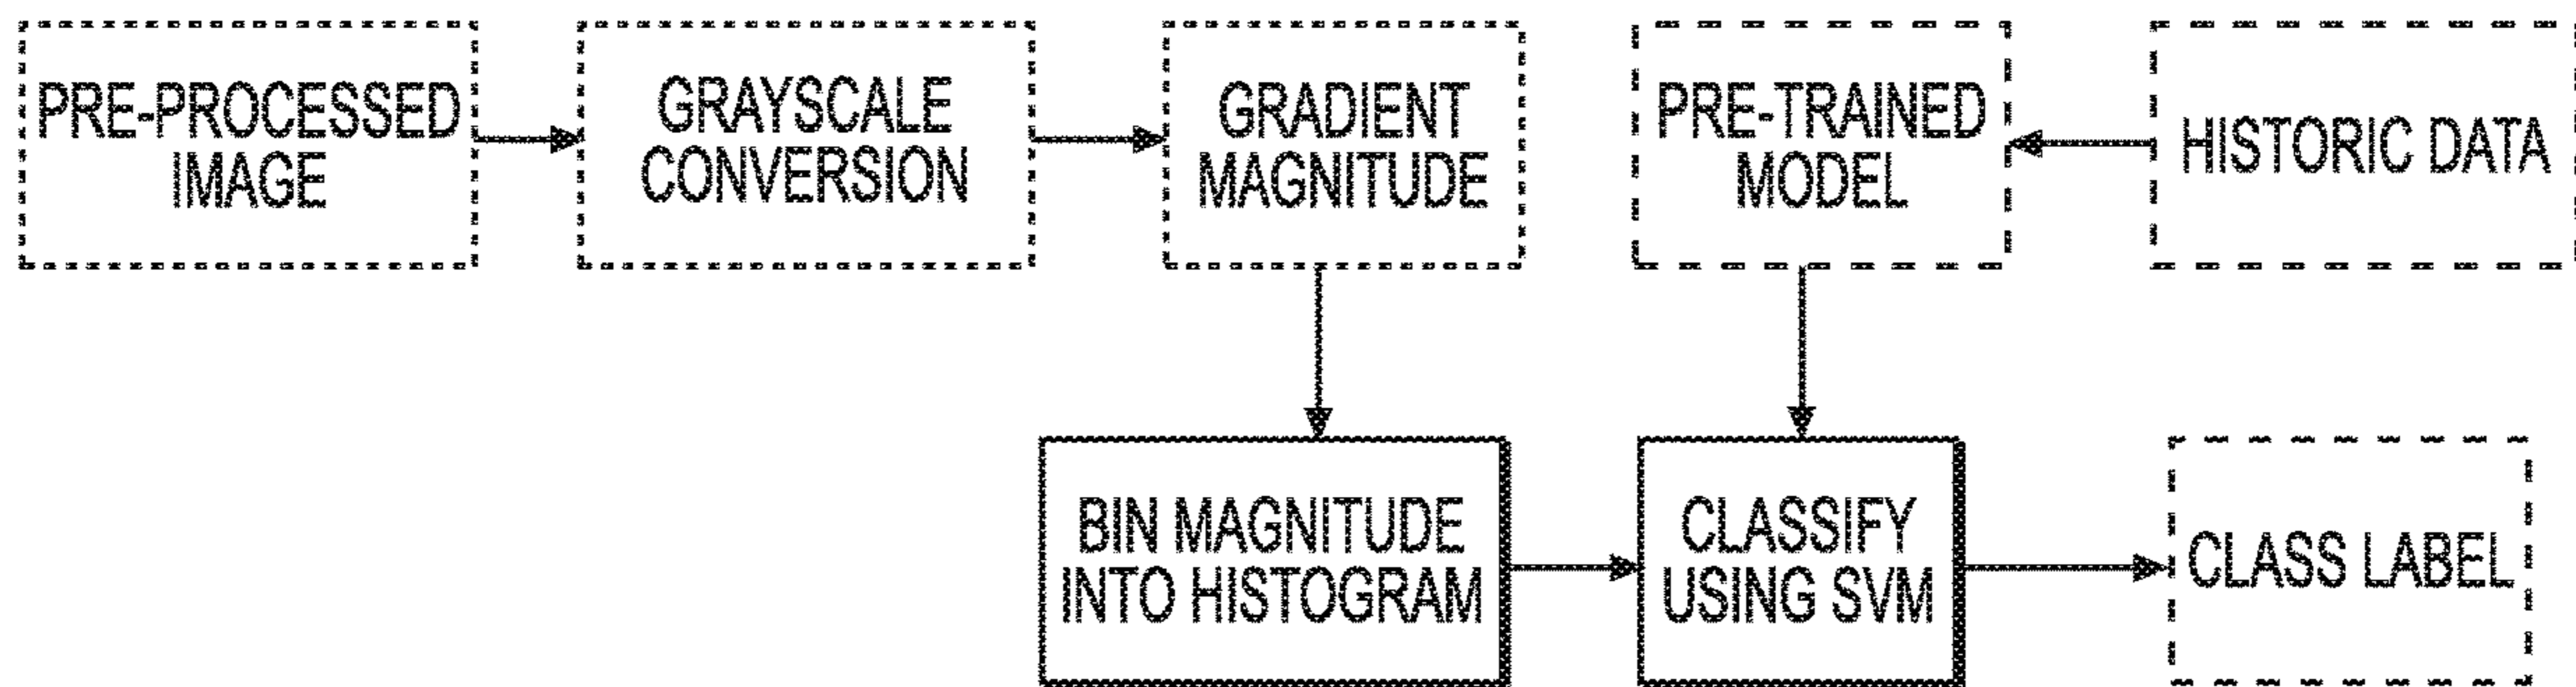 PRE-PROCESSED
IMAGE
GRAYSCALE
CONVERSION
GRADIENT
MAGNITUDE
PRE-TRAINED
MODEL
HISTORIC DATA
BIN MAGNITUDE
INTO HISTOGRAM
CLASSIFY
USING SVM
CLASS LABEL